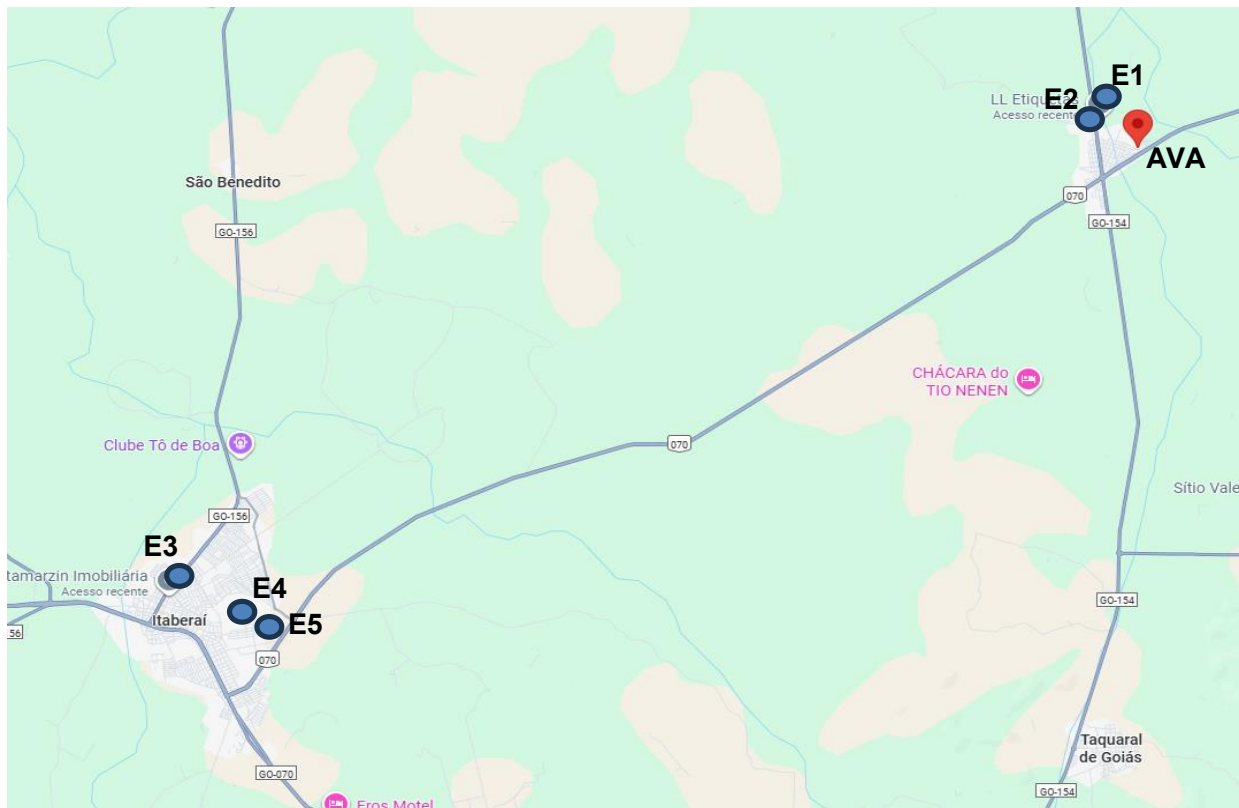 E1
LL Etiquetas
E2
Acesso recente
AVA
São Benedito
070
GO-156
GO-154
CHÁCARA do
TIO NENEN
Clube Tô de Boa
070
Sítio Vale
GO-156
E3
tamarzin Imobiliária
Acesso recente
E4
GO-154
Itaberaí
E5
56
070
Taquaral
de Goiás
GO-070
GO-154
Eros Motel